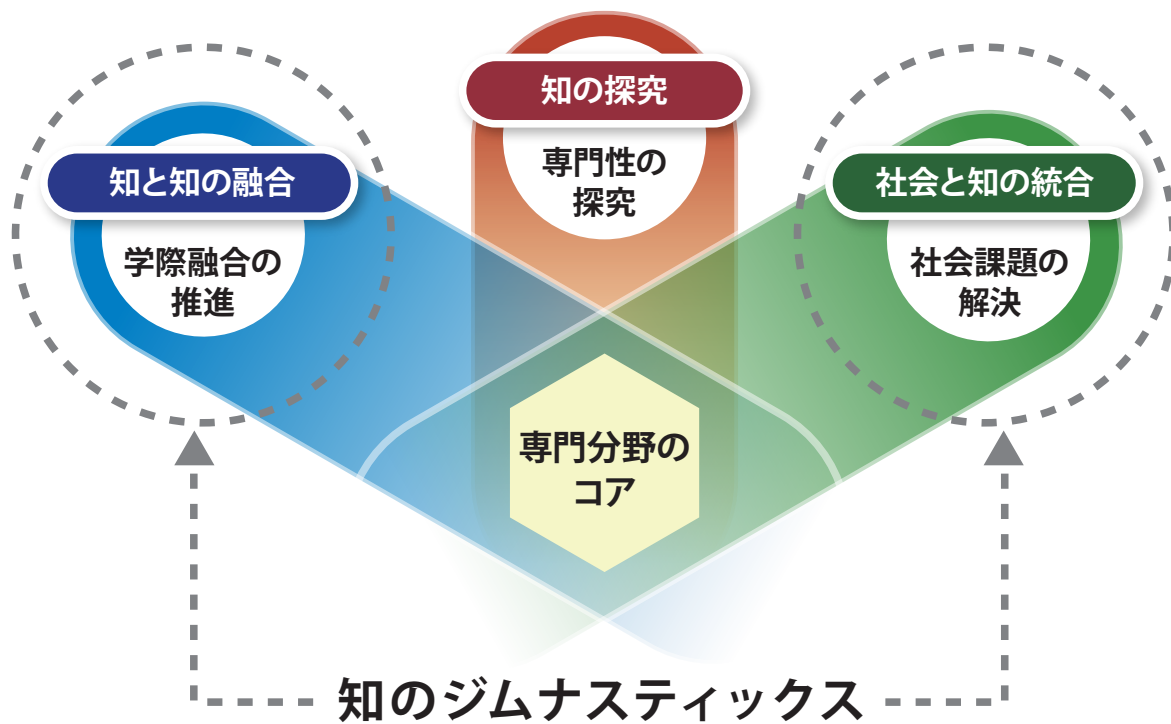 知の探究
専門性の
探究
知と知の融合
学際融合の
推進
社会と知の統合
社会課題の
解決
専門分野の
コア
知のジムナスティックス